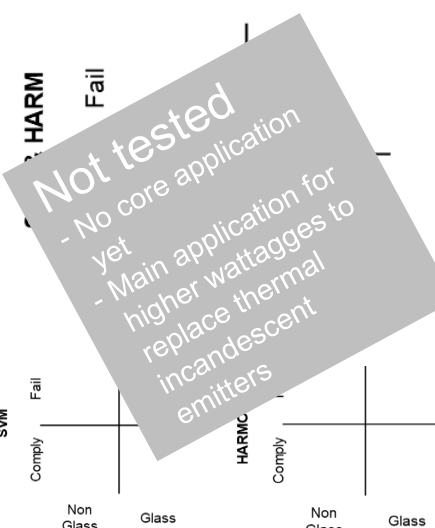 HARM
Fail
Not tested
- No core application
yet
- Main application for
higher wattagges to
replace thermal
incandescent
emitters
SVM
Fail
Comply
Non
Glass
Glass
Comply
Non
Glass
Glass